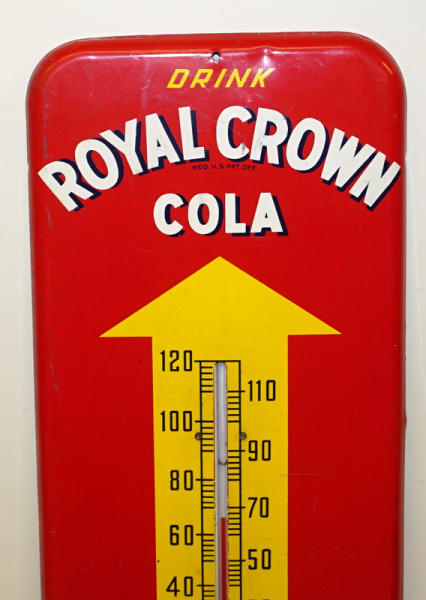 DRINK
ROYAL CROWN
REG. U.S. PAT. OFF.
COLA
120
110
100
90
80
70
60
50
40